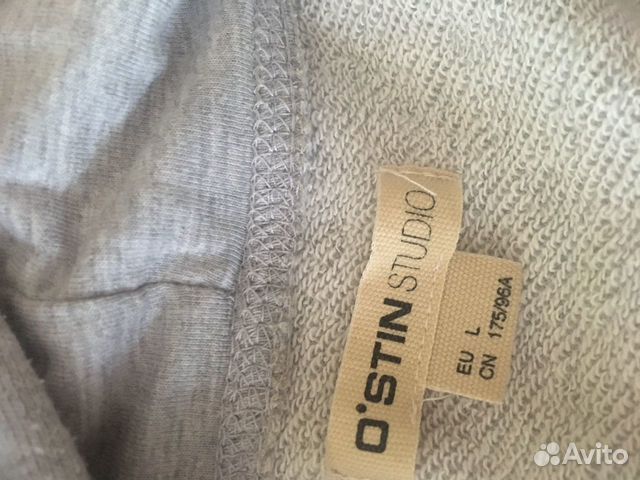 O'STIN STUDIO
EU L
CN 175/96A
Avito